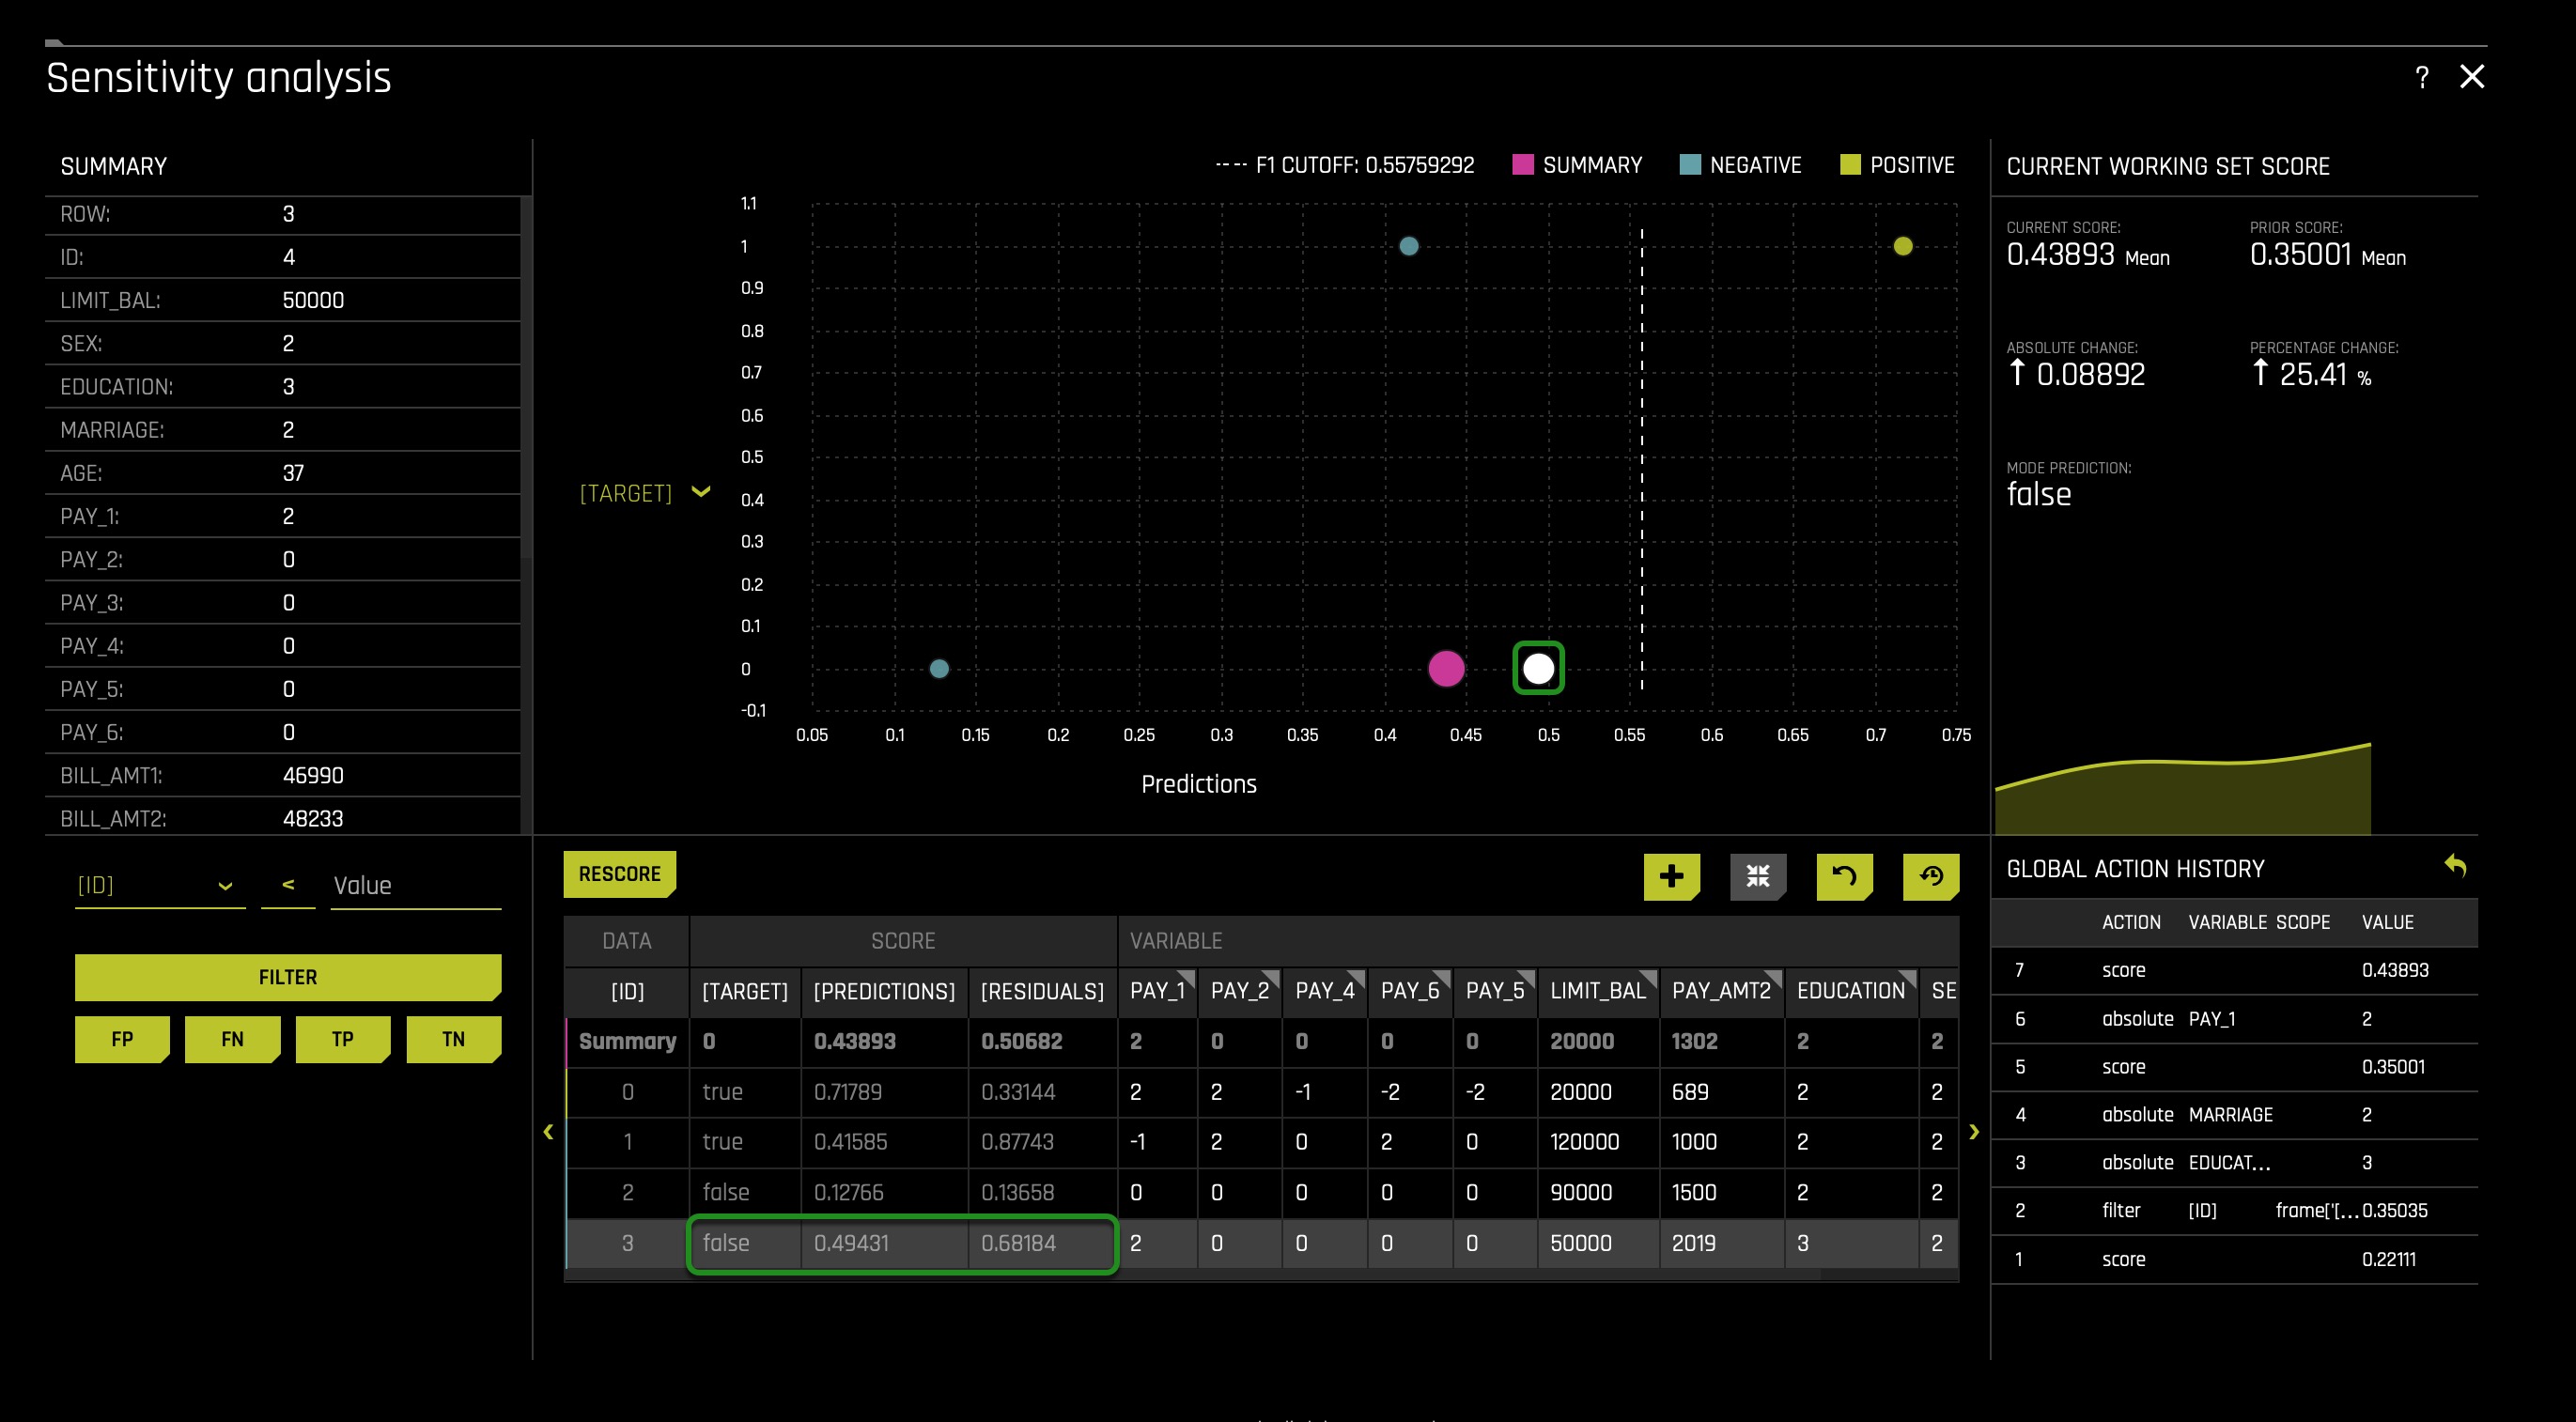 Sensitivity analysis
?
SUMMARY
ROW: 3
ID: 4
LIMIT_BAL: 50000
SEX: 2
EDUCATION: 3
MARRIAGE: 2
AGE: 37
PAY_1: 2
PAY_2: 0
PAY_3: 0
PAY_4: 0
PAY_5: 0
PAY_6: 0
BILL_AMT1: 46990
BILL_AMT2: 48233
[ID] < Value
FILTER
FP FN TP TN
F1 CUTOFF: 0.55759292 SUMMARY NEGATIVE POSITIVE
[TARGET]
1.1
1
0.9
0.8
0.7
0.6
0.5
0.4
0.3
0.2
0.1
0
-0.1
0.05 0.1 0.15 0.2 0.25 0.3 0.35 0.4 0.45 0.5 0.55 0.6 0.65 0.7 0.75
Predictions
RESCORE
DATA SCORE VARIABLE
[ID] [TARGET] [PREDICTIONS] [RESIDUALS] PAY_1 PAY_2 PAY_4 PAY_6 PAY_5 LIMIT_BAL PAY_AMT2 EDUCATION SE
Summary 0 0.43893 0.50682 2 0 0 0 0 20000 1302 2 2
0 true 0.71789 0.33144 2 2 -1 -2 -2 20000 689 2 2
1 true 0.41585 0.87743 -1 2 0 2 0 120000 1000 2 2
2 false 0.12766 0.13658 0 0 0 0 0 90000 1500 2 2
3 false 0.49431 0.68184 2 0 0 0 0 50000 2019 3 2
CURRENT WORKING SET SCORE
CURRENT SCORE: PRIOR SCORE:
0.43893 Mean 0.35001 Mean
ABSOLUTE CHANGE: PERCENTAGE CHANGE:
↑ 0.08892 ↑ 25.41 %
MODE PREDICTION:
false
GLOBAL ACTION HISTORY
ACTION VARIABLE SCOPE VALUE
7 score 0.43893
6 absolute PAY_1 2
5 score 0.35001
4 absolute MARRIAGE 2
3 absolute EDUCAT... 3
2 filter [ID] frame['[... 0.35035
1 score 0.22111